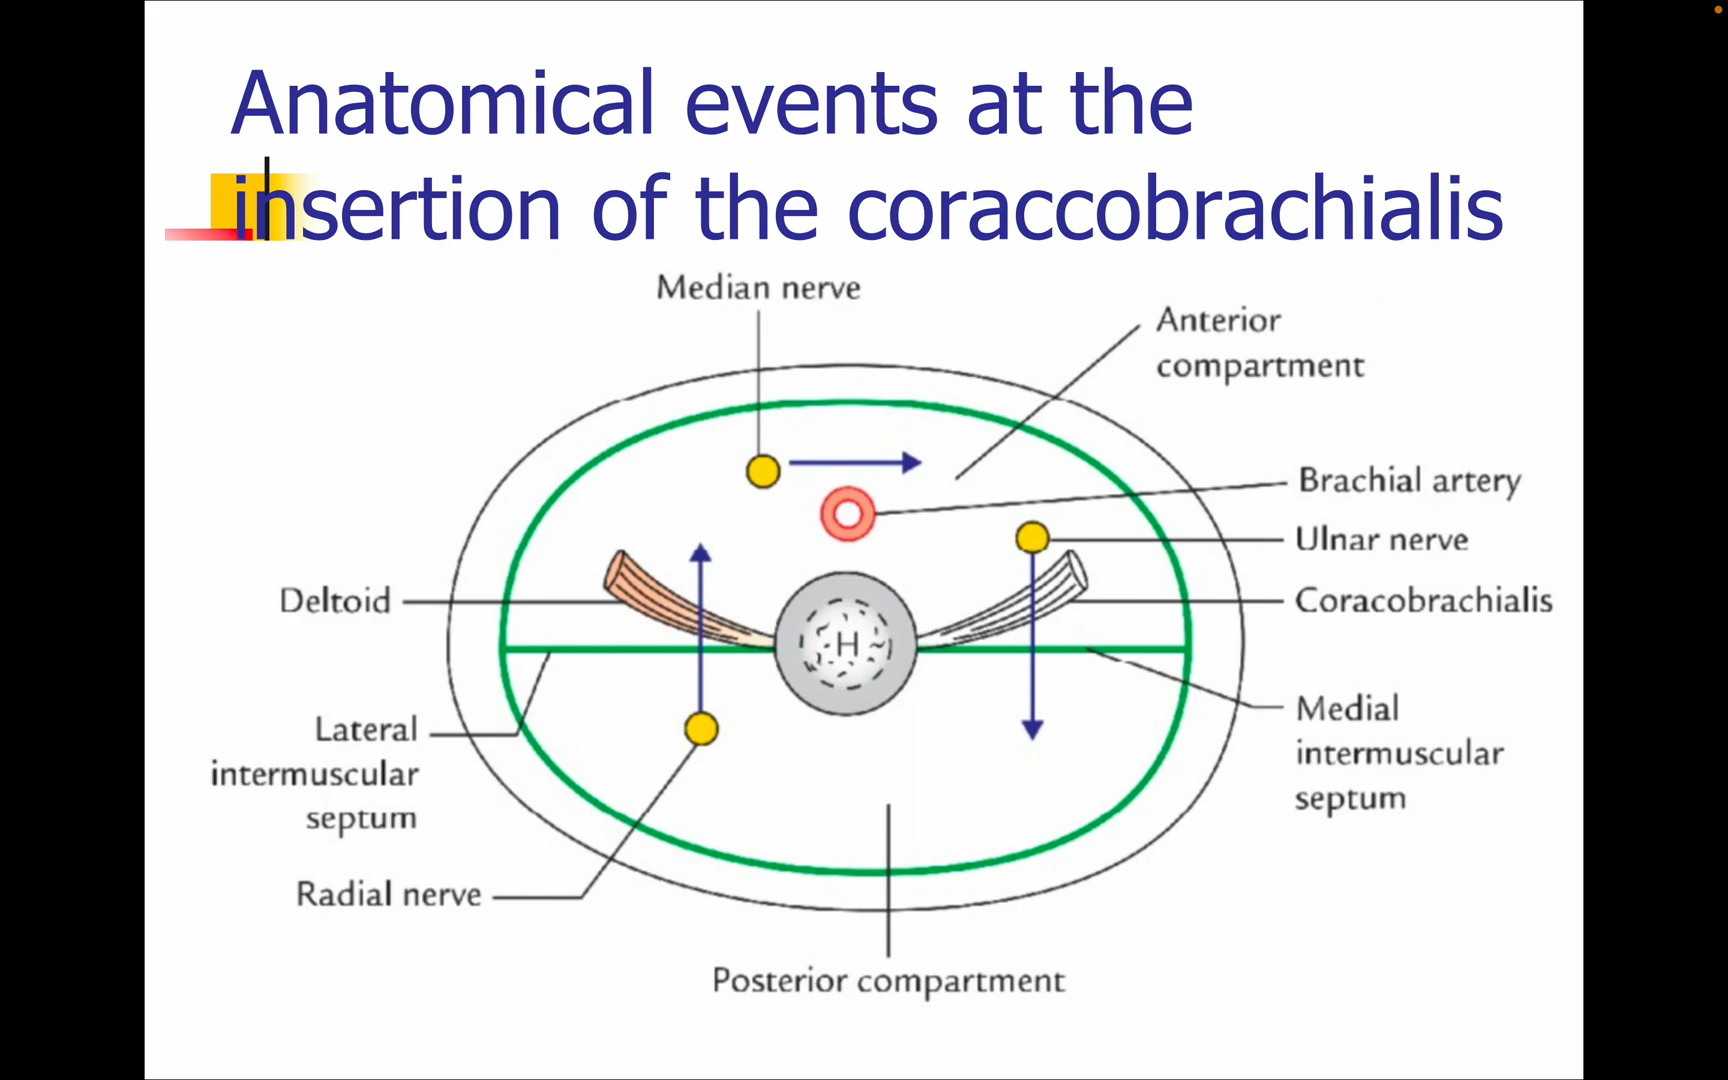 Anatomical events at the
insertion of the coraccobrachialis
Median nerve
Anterior
compartment
Brachial artery
Ulnar nerve
Deltoid
Coracobrachialis
H
Lateral
intermuscular
septum
Medial
intermuscular
septum
Radial nerve
Posterior compartment